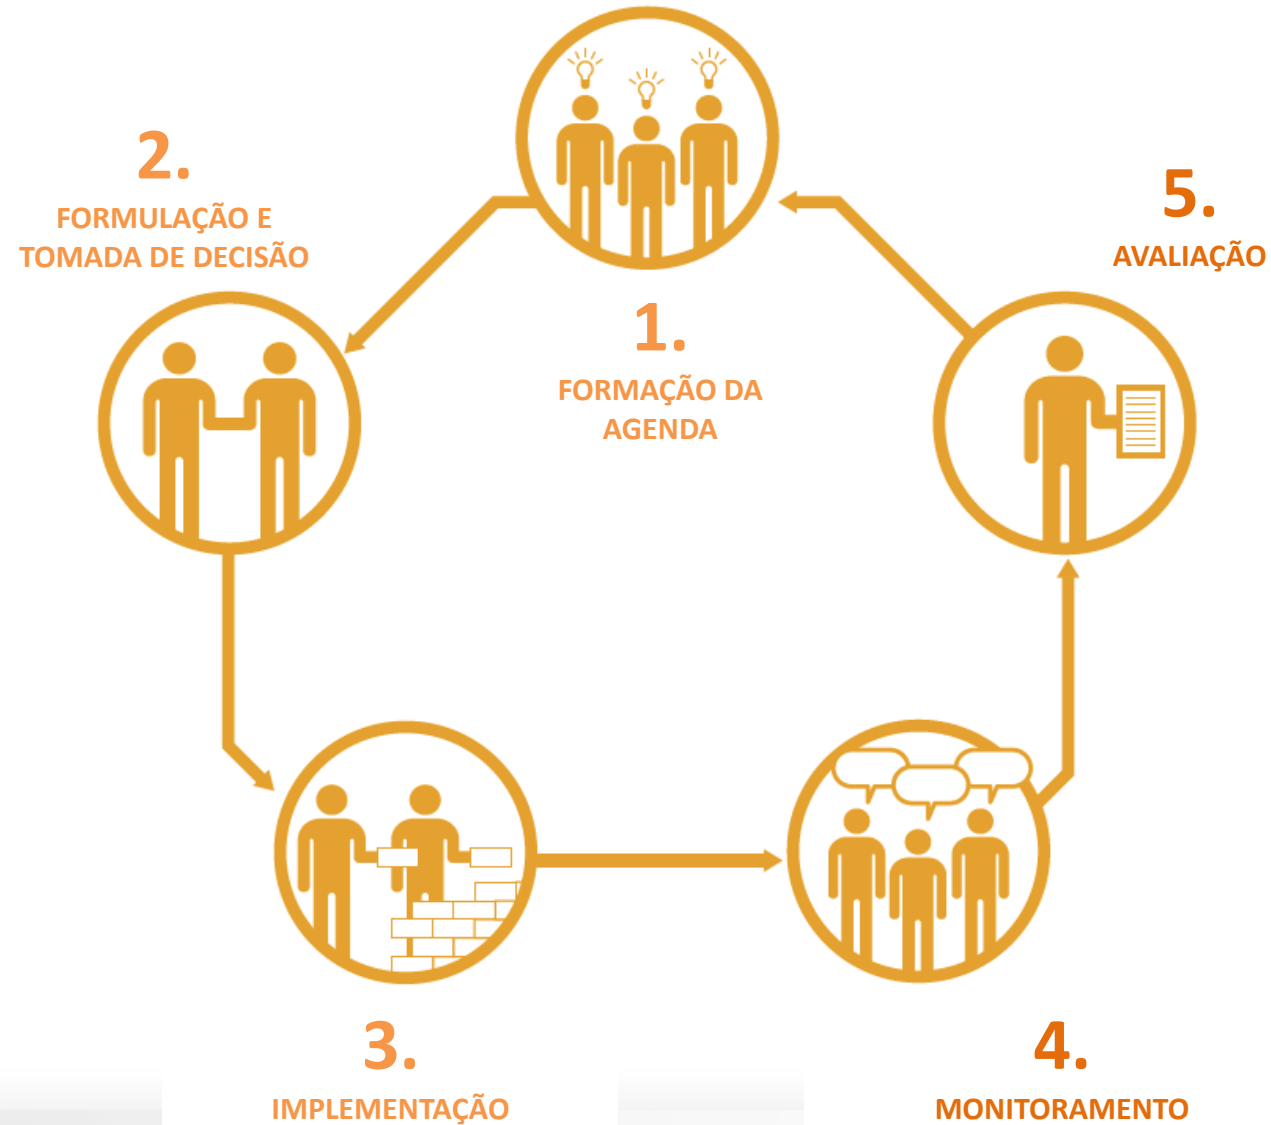 1.
FORMAÇÃO DA
AGENDA
2.
FORMULAÇÃO E
TOMADA DE DECISÃO
3.
IMPLEMENTAÇÃO
4.
MONITORAMENTO
5.
AVALIAÇÃO